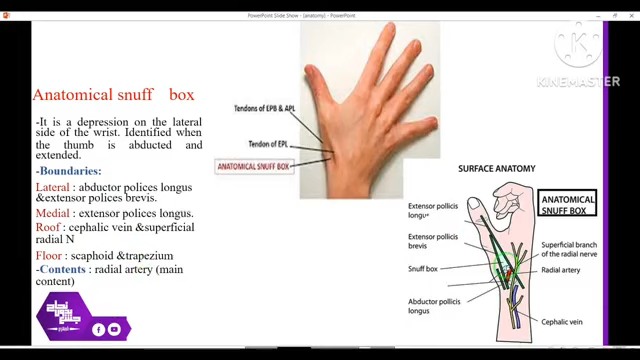 PowerPoint Slide Show - [anatomy] - PowerPoint
KINEMASTER
Anatomical snuff box
-It is a depression on the lateral
side of the wrist. Identified when
the thumb is abducted and
extended.
-Boundaries:
Lateral : abductor polices longus
&extensor polices brevis.
Medial : extensor polices longus.
Roof : cephalic vein &superficial
radial N
Floor : scaphoid &trapezium
-Contents : radial artery (main
content)
Tendons of EPB & APL
Tendon of EPL
ANATOMICAL SNUFF BOX
SURFACE ANATOMY
ANATOMICAL
SNUFF BOX
Extensor pollicis
longus
Extensor pollicis
brevis
Snuff box
Abductor pollicis
longus
Superficial branch
of the radial nerve
Radial artery
Cephalic vein